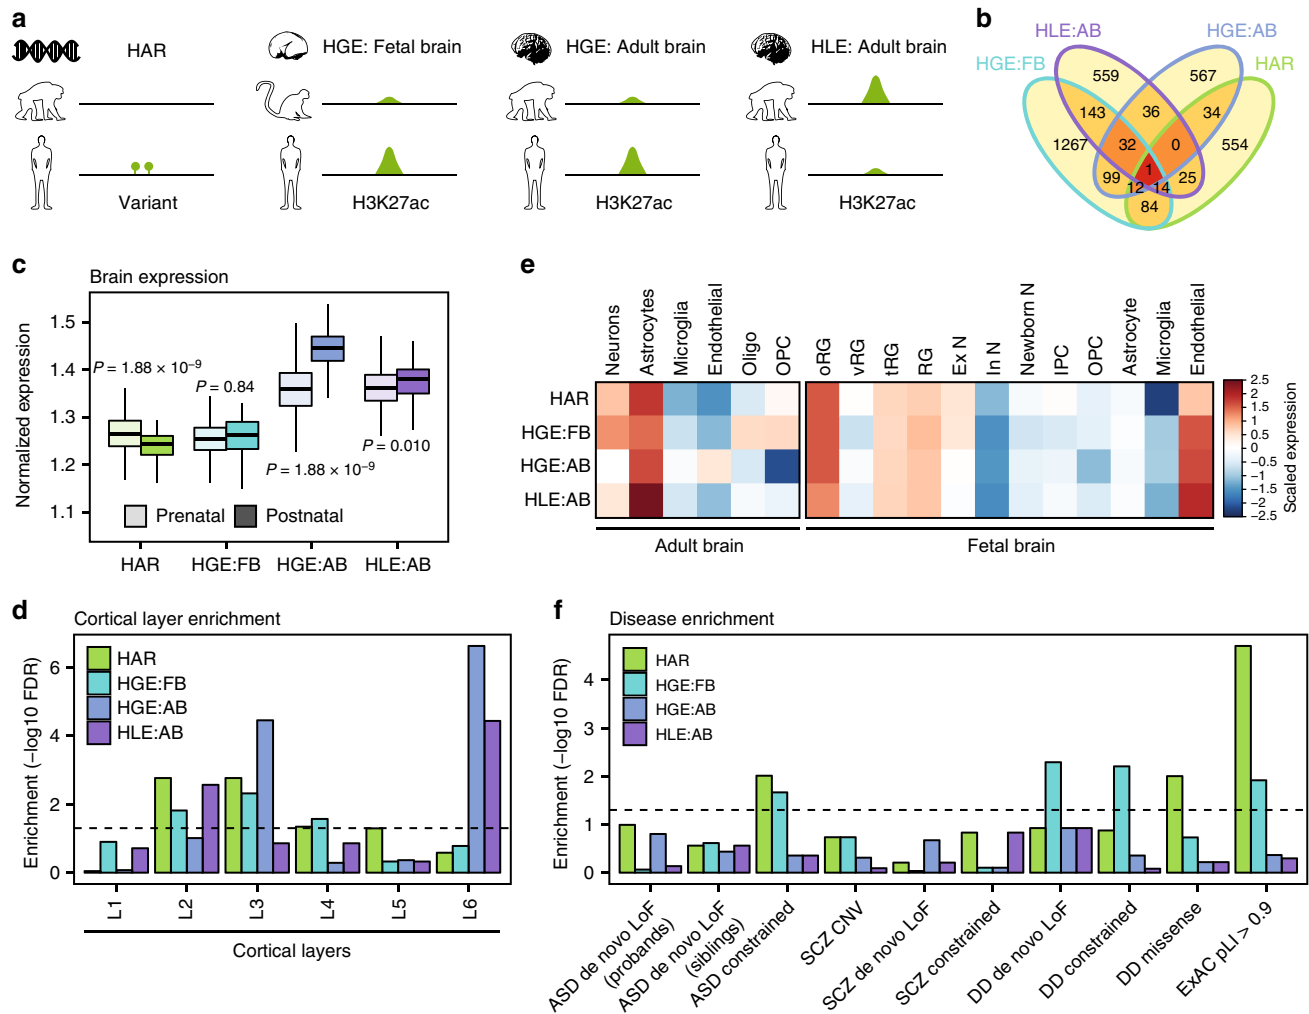 a
HAR
HGE: Fetal brain
HGE: Adult brain
HLE: Adult brain
Variant
H3K27ac
H3K27ac
H3K27ac
b
HLE:AB
HGE:AB
HGE:FB
HAR
559
567
143
36
34
1267
32
0
554
99
1
25
12
14
84
c
Brain expression
Normalized expression
1.5
1.4
1.3
1.2
1.1
P = 1.88 × 10−9
P = 0.84
P = 1.88 × 10−9
P = 0.010
Prenatal
Postnatal
HAR
HGE:FB
HGE:AB
HLE:AB
e
Neurons
Astrocytes
Microglia
Endothelial
Oligo
OPC
oRG
vRG
tRG
RG
Ex N
In N
Newborn N
IPC
OPC
Astrocyte
Microglia
Endothelial
HAR
HGE:FB
HGE:AB
HLE:AB
Adult brain
Fetal brain
2.5
2
1.5
1
0.5
0
−0.5
−1
−1.5
−2
−2.5
Scaled expression
d
Cortical layer enrichment
Enrichment (−log10 FDR)
6
4
2
0
HAR
HGE:FB
HGE:AB
HLE:AB
L1
L2
L3
L4
L5
L6
Cortical layers
f
Disease enrichment
Enrichment (−log10 FDR)
4
3
2
1
0
HAR
HGE:FB
HGE:AB
HLE:AB
ASD de novo LoF
(probands)
ASD de novo LoF
(siblings)
ASD constrained
SCZ CNV
SCZ de novo LoF
SCZ constrained
DD de novo LoF
DD constrained
DD missense
ExAC pLI > 0.9